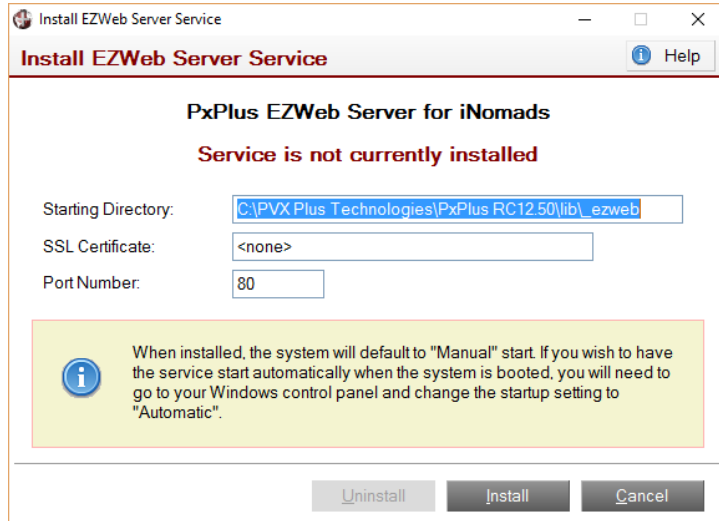 Install EZWeb Server Service
Install EZWeb Server Service
Help
PxPlus EZWeb Server for iNomads
Service is not currently installed
Starting Directory: C:\PVX Plus Technologies\PxPlus RC12.50\lib\_ezweb
SSL Certificate: <none>
Port Number: 80
When installed, the system will default to "Manual" start. If you wish to have
the service start automatically when the system is booted, you will need to
go to your Windows control panel and change the startup setting to
"Automatic".
Uninstall Install Cancel